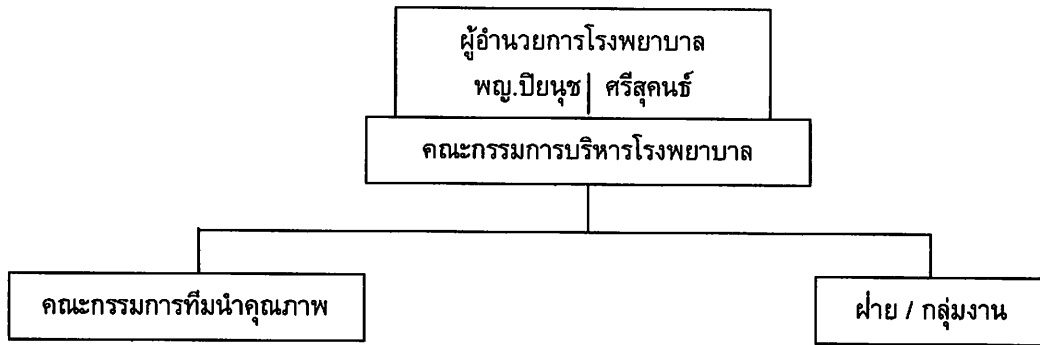 ผู้อำนวยการโรงพยาบาล
พญ.ปิยนุช ศรีสุคนธ์
คณะกรรมการบริหารโรงพยาบาล
คณะกรรมการทีมนำคุณภาพ
ฝ่าย / กลุ่มงาน